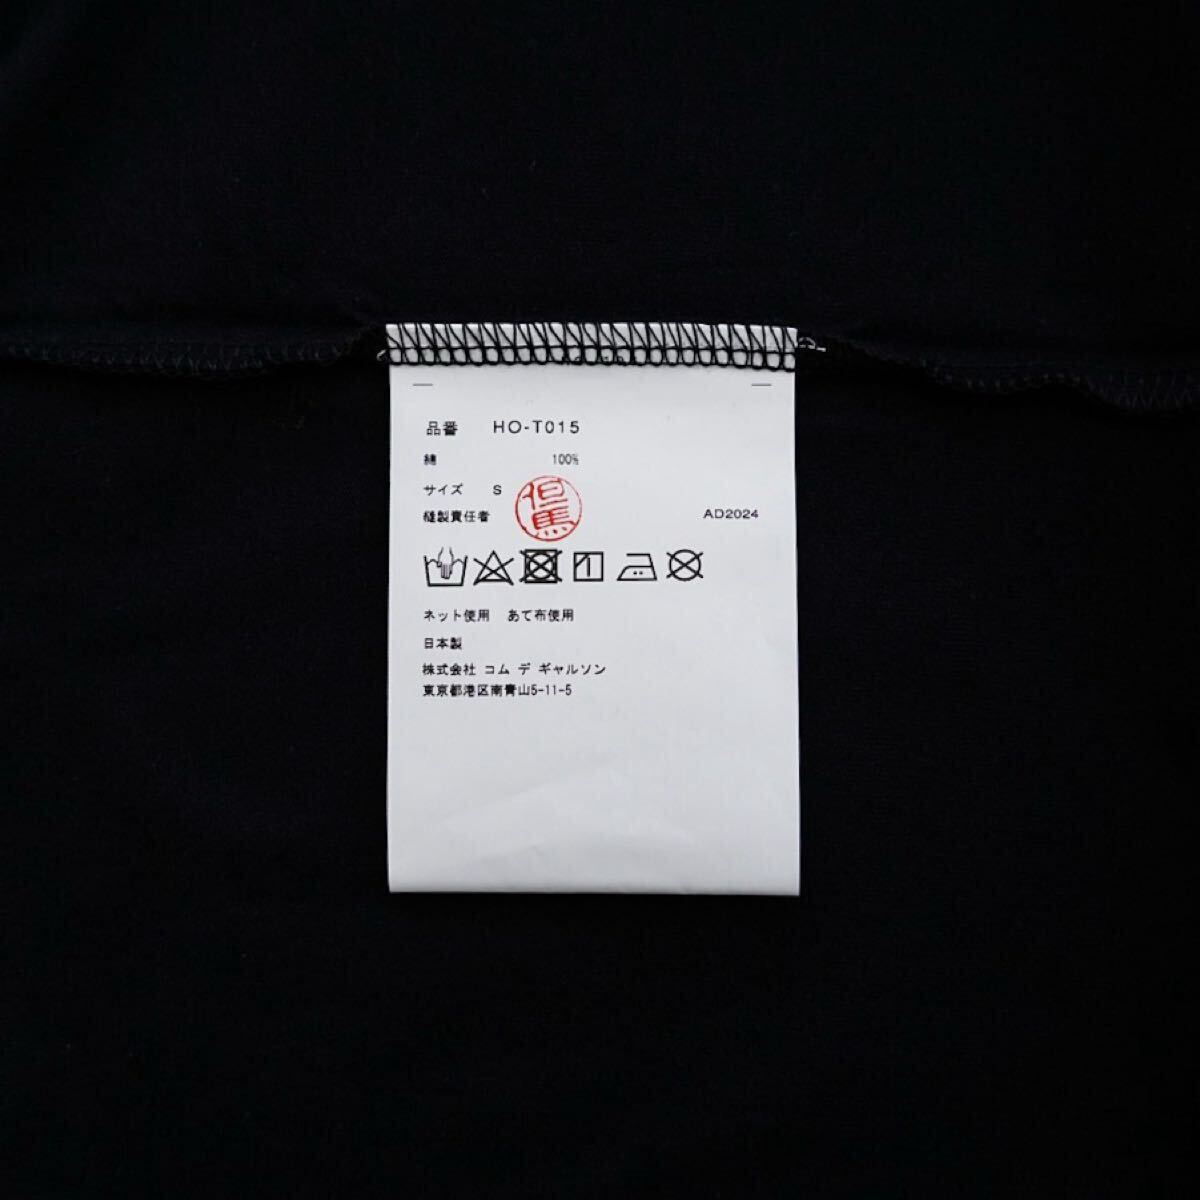 品番 HO-T015
綿 100%
サイズ S
縫製責任者 但馬 AD2024
ネット使用 あて布使用
日本製
株式会社 コム デ ギャルソン
東京都港区南青山5-11-5